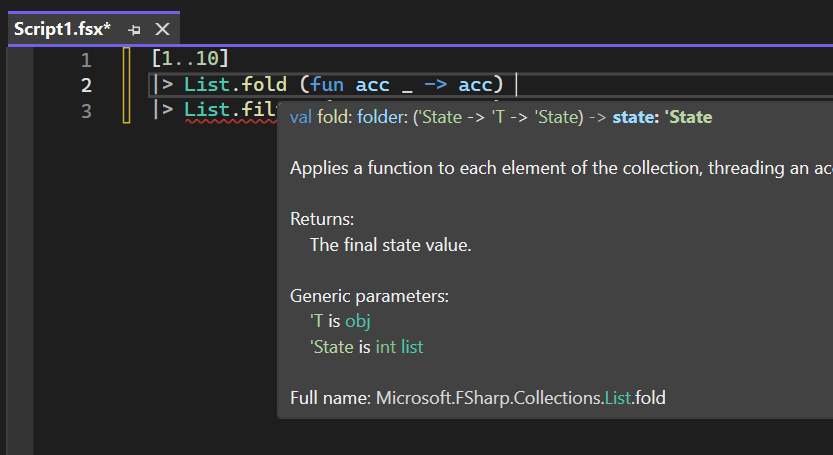 Script1.fsx*
1 [1..10]
2 |> List.fold (fun acc _ -> acc)
3 |> List.fil
val fold: folder: ('State -> 'T -> 'State) -> state: 'State
Applies a function to each element of the collection, threading an
Returns:
The final state value.
Generic parameters:
'T is obj
'State is int list
Full name: Microsoft.FSharp.Collections.List.fold